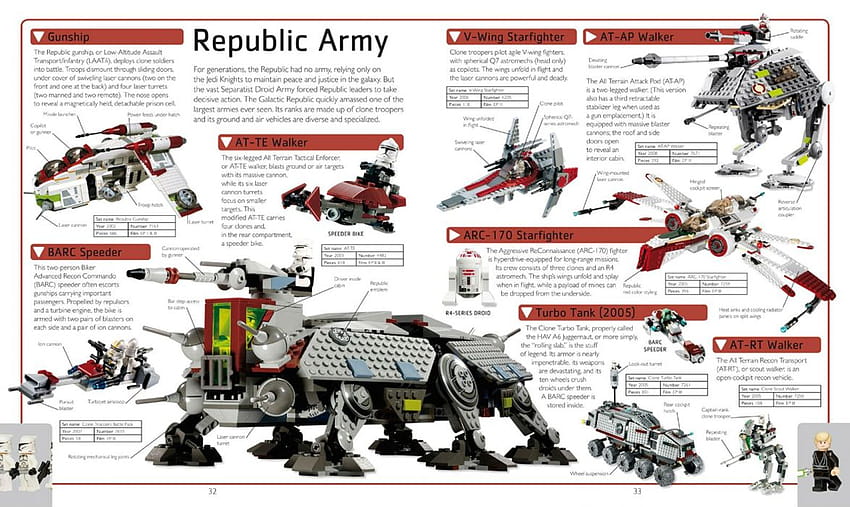 Gunship
The Republic gunship, or Low Altitude Assault
Transport/infantry (LAAT/i), deploys clone soldiers
into battle. Troops dismount through sliding doors,
under cover of swiveling laser cannons (two on the
front and one at the back) and four laser turrets
(two manned and two remote). The nose opens
to reveal a magnetically held, detachable prison cell.
Missile launcher
Power feeds under hatch
Copilot
or gunner
Pilot
Troop hatch
Laser cannon
Laser turret
Set name Republic Gunship
Year 2002 Number 7163
Pieces 686 Film EP II & III
Republic Army
For generations, the Republic had no army, relying only on
the Jedi Knights to maintain peace and justice in the galaxy. But
the vast Separatist Droid Army forced Republic leaders to take
decisive action. The Galactic Republic quickly amassed one of the
largest armies ever seen. Its ranks are made up of clone troopers
and its ground and air vehicles are diverse and specialized.
AT-TE Walker
The six-legged All Terrain Tactical Enforcer,
or AT-TE Walker, blasts ground or air targets
with its massive cannon,
while its six laser
cannon turrets
focus on smaller
targets. This
modified
AT-TE carries
four clones and,
in the rear compartment,
a speeder bike.
SPEEDER BIKE
Set name AT-TE
Year 2003 Number 4482
Pieces 658 Film EP II & III
BARC Speeder
This two-person Biker
Advanced Recon Commando
(BARC) speeder often escorts
gunships carrying important
passengers. Propelled by repulsors
and a turbine engine, the bike is
armed with two pairs of blasters on
each side and a pair of ion cannons.
Ion cannon
Pursuit
blaster
Turbojet airscoop
Year 2007 Number 7655
Pieces 58 Film EP III
Cannon operated
by gunner
Bar step access
to cabin
Driver inside
cabin
Republic
emblem
Laser cannon
turret
Rotating mechanical leg joints
32
V-Wing Starfighter
Clone troopers pilot agile V-wing fighters,
with spherical Q7 astromechs (head only)
as copilots. The wings unfold in flight and
the laser cannons are powerful and deadly.
Set name V-Wing Starfighter
Year 2006 Number 6205
Clone pilot
Wing unfolded
in flight
Spherical Q7-
series astromech
Swiveling laser
cannons
AT-AP Walker
Rotating
saddle
Elevating
blaster cannon
The All Terrain Attack Pod (AT-AP)
is a two-legged walker. (This version
also has a third retractable
stabilizer leg when used as
a gun emplacement.) It is
equipped with massive blaster
cannons; the roof and side
doors open
to reveal an
interior cabin.
Repeating
blaster
Set name AT-AP Walker
Year 2008 Number 7671
Pieces 392 Film EP III
Reverse
articulation
coupler
Wing-mounted
laser cannon
Hinged
cockpit screen
ARC-170 Starfighter
The Aggressive ReConnaissance (ARC-170) fighter
is hyperdrive equipped for long-range missions.
Its crew consists of three clones and an R4
astromech. The ship's wings unfold and splay
when in flight, while a payload of mines can
be dropped from the underside.
R4-SERIES DROID
Republic
red color styling
Set name ARC-170 Starfighter
Year 2005 Number 7259
Pieces 396 Film EP III
Heat sinks and cooling radiator
panels on split wings
Turbo Tank (2005)
The Clone Turbo Tank, properly called
the HAV A6 Juggernaut, or more simply,
the "rolling slab," is the stuff
of legend. Its armor is nearly
impenetrable, its weapons
are devastating, and its
ten wheels crush
droids under them.
A BARC speeder is
stored inside.
BARC
SPEEDER
Look-out turret
Set name Clone Turbo Tank
Year 2005 Number 7261
Pieces 801 Film EP III
Rear cockpit
hatch
Wheel suspension
AT-RT Walker
The All Terrain Recon Transport
(AT-RT), or scout walker, is an
open-cockpit recon vehicle.
Set name Clone Scout Walker
Year 2005 Number 7250
Pieces 108 Film EP III
Captain-rank
clone trooper
Repeating
blaster
33